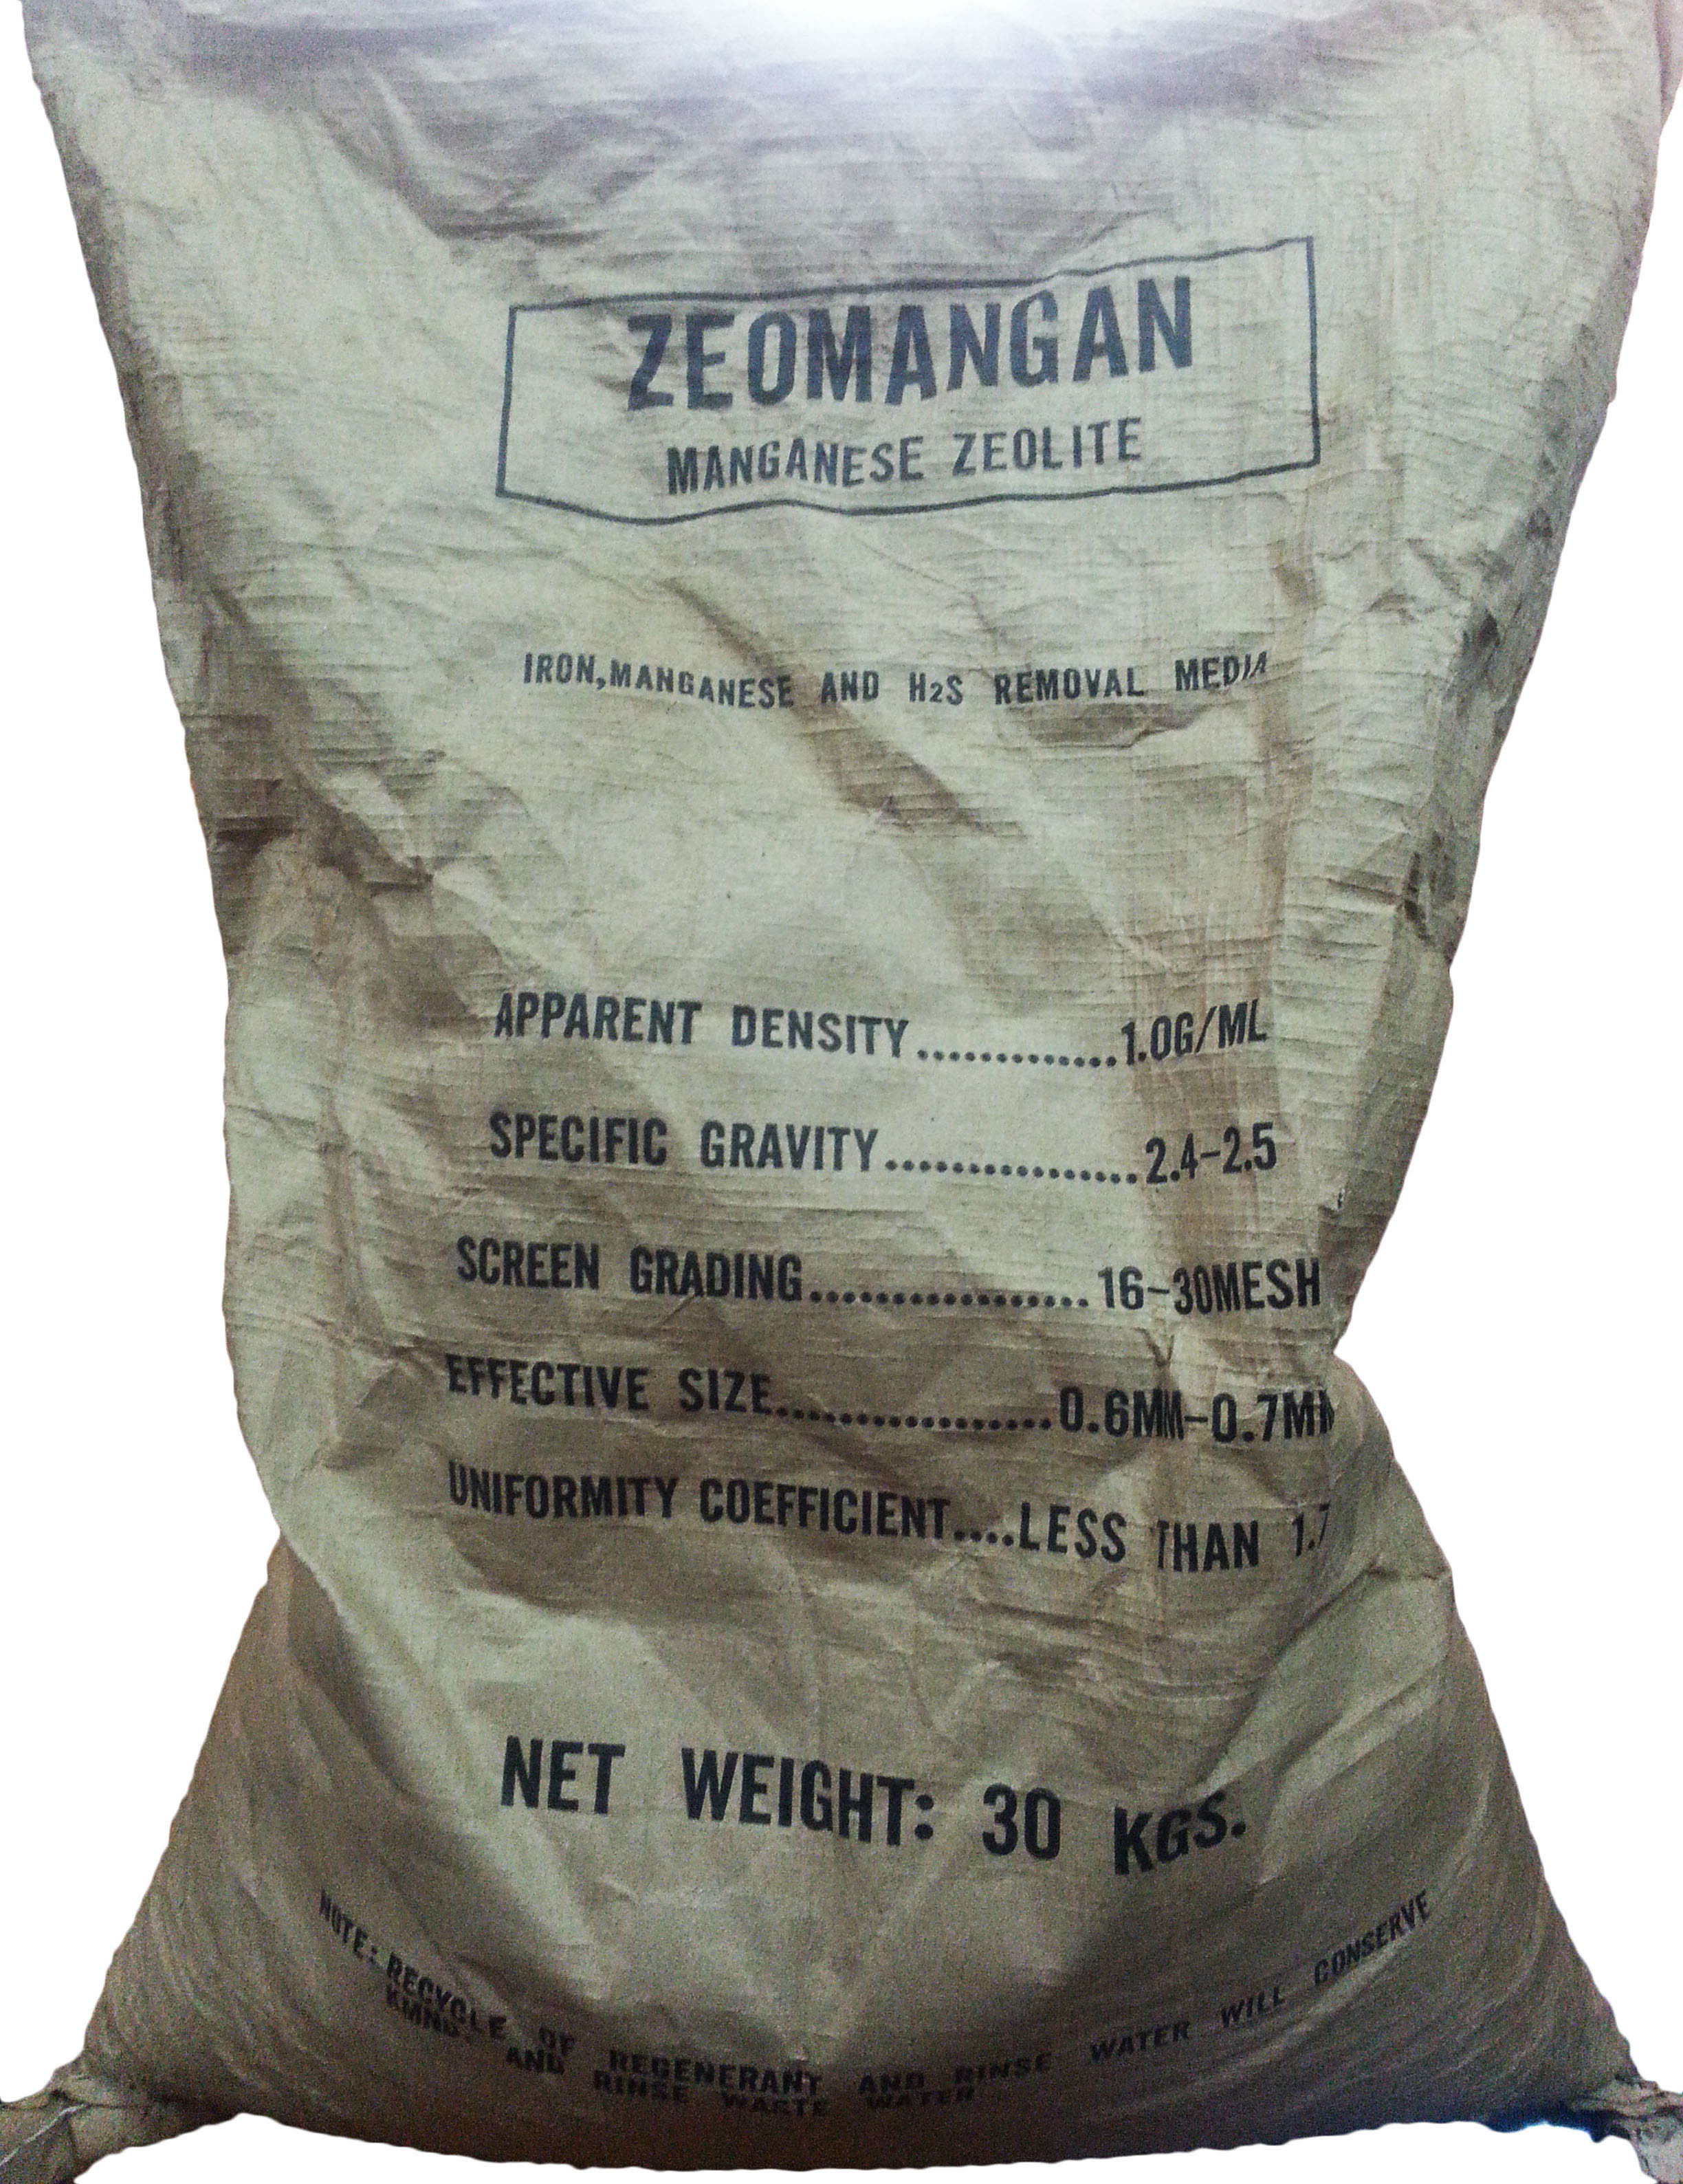 ZEOMANGAN
MANGANESE ZEOLITE
IRON,MANGANESE AND H2S REMOVAL MEDIA
APPARENT DENSITY.............1.0G/ML
SPECIFIC GRAVITY................2.4-2.5
SCREEN GRADING.................16-30MESH
EFFECTIVE SIZE..................0.6MM-0.7MM
UNIFORMITY COEFFICIENT....LESS THAN 1.7
NET WEIGHT: 30 KGS.
NOTE: RECYCLE OF REGENERANT AND RINSE WATER WILL CONSERVE
AND RINSE WASTE WATER